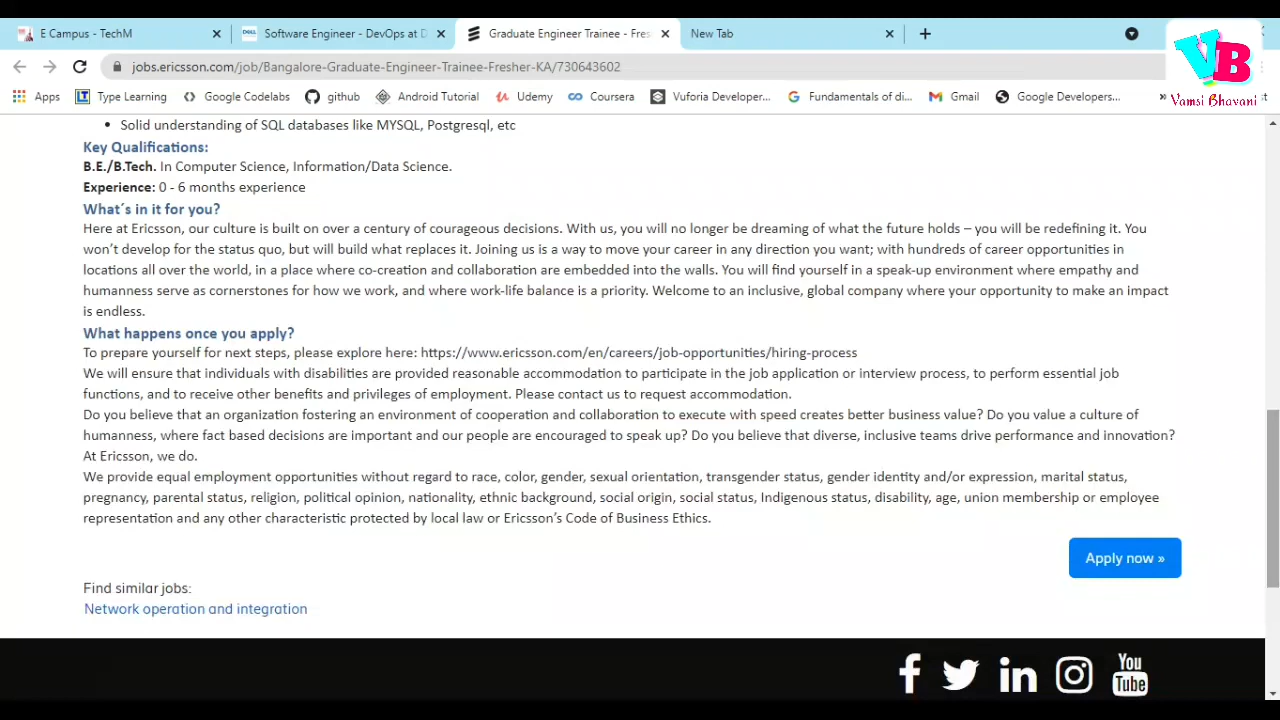 E Campus - TechM
Software Engineer - DevOps at D
Graduate Engineer Trainee - Fres
New Tab
jobs.ericsson.com/job/Bangalore-Graduate-Engineer-Trainee-Fresher-KA/730643602
VB
Vamsi Bhavani
Apps
Type Learning
Google Codelabs
github
Android Tutorial
Udemy
Coursera
Vuforia Developer...
Fundamentals of di...
Gmail
Google Developers...
• Solid understanding of SQL databases like MYSQL, Postgresql, etc
Key Qualifications:
B.E./B.Tech. In Computer Science, Information/Data Science.
Experience: 0 - 6 months experience
What´s in it for you?
Here at Ericsson, our culture is built on over a century of courageous decisions. With us, you will no longer be dreaming of what the future holds – you will be redefining it. You
won’t develop for the status quo, but will build what replaces it. Joining us is a way to move your career in any direction you want; with hundreds of career opportunities in
locations all over the world, in a place where co-creation and collaboration are embedded into the walls. You will find yourself in a speak-up environment where empathy and
humanness serve as cornerstones for how we work, and where work-life balance is a priority. Welcome to an inclusive, global company where your opportunity to make an impact
is endless.
What happens once you apply?
To prepare yourself for next steps, please explore here: https://www.ericsson.com/en/careers/job-opportunities/hiring-process
We will ensure that individuals with disabilities are provided reasonable accommodation to participate in the job application or interview process, to perform essential job
functions, and to receive other benefits and privileges of employment. Please contact us to request accommodation.
Do you believe that an organization fostering an environment of cooperation and collaboration to execute with speed creates better business value? Do you value a culture of
humanness, where fact based decisions are important and our people are encouraged to speak up? Do you believe that diverse, inclusive teams drive performance and innovation?
At Ericsson, we do.
We provide equal employment opportunities without regard to race, color, gender, sexual orientation, transgender status, gender identity and/or expression, marital status,
pregnancy, parental status, religion, political opinion, nationality, ethnic background, social origin, social status, Indigenous status, disability, age, union membership or employee
representation and any other characteristic protected by local law or Ericsson’s Code of Business Ethics.
Apply now »
Find similar jobs:
Network operation and integration
You
Tube